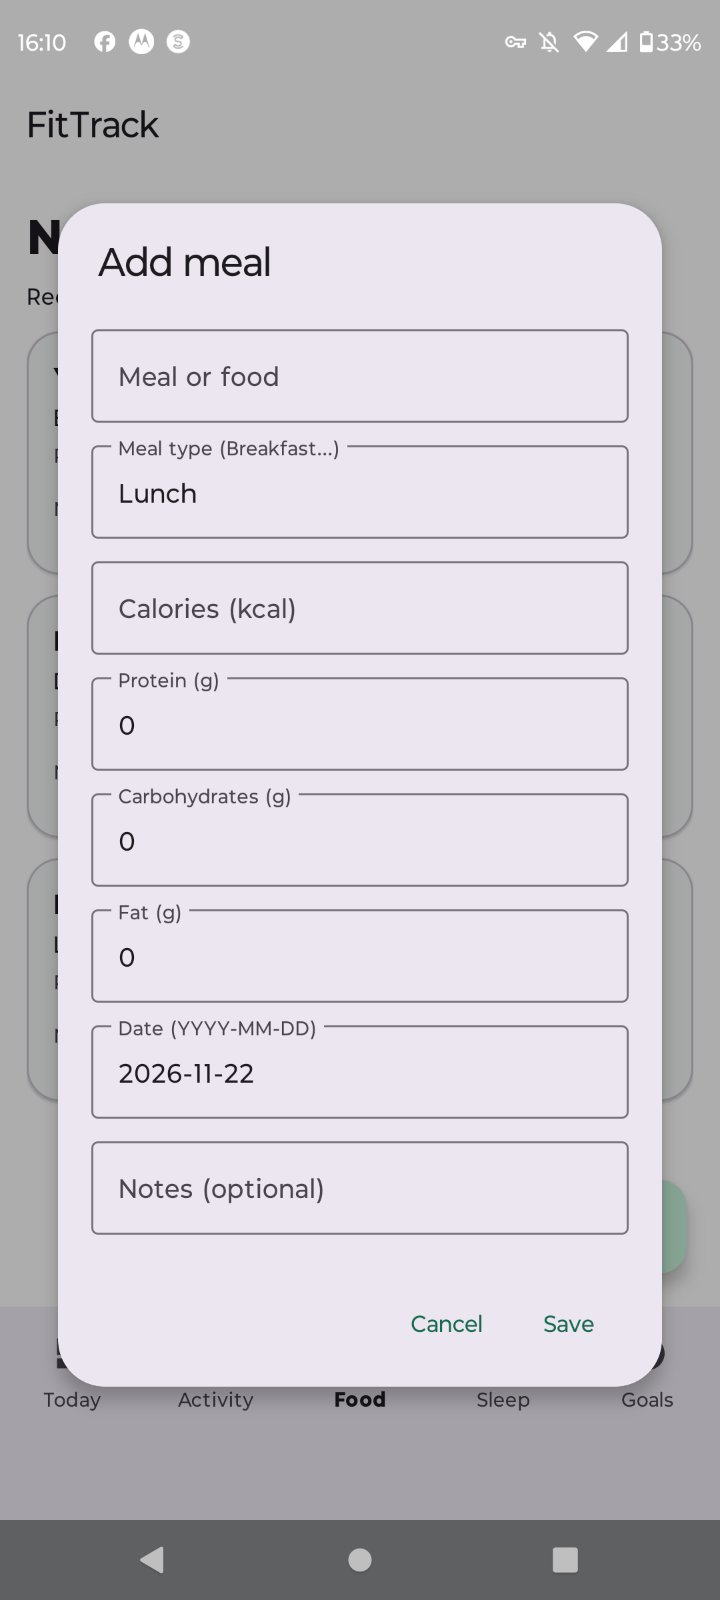 16:10
33%
FitTrack
Add meal
Meal or food
Meal type (Breakfast...)
Lunch
Calories (kcal)
Protein (g)
0
Carbohydrates (g)
0
Fat (g)
0
Date (YYYY-MM-DD)
2026-11-22
Notes (optional)
Cancel Save
Today Activity Food Sleep Goals